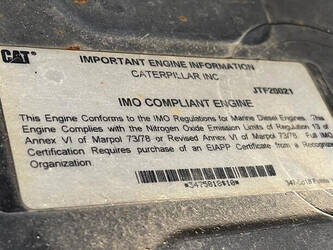 CAT
IMPORTANT ENGINE INFORMATION
CATERPILLAR INC
JTF20021
IMO COMPLIANT ENGINE
This Engine Conforms to the IMO Regulations for Marine Diesel Engines. This
Engine Complies with the Nitrogen Oxide Emission Limits of Regulation 13 of
Annex VI of Marpol 73/78 or Revised Annex VI of Marpol 73/78. Full
Certification Requires purchase of an EIAPP Certificate from a Recognized
Organization.